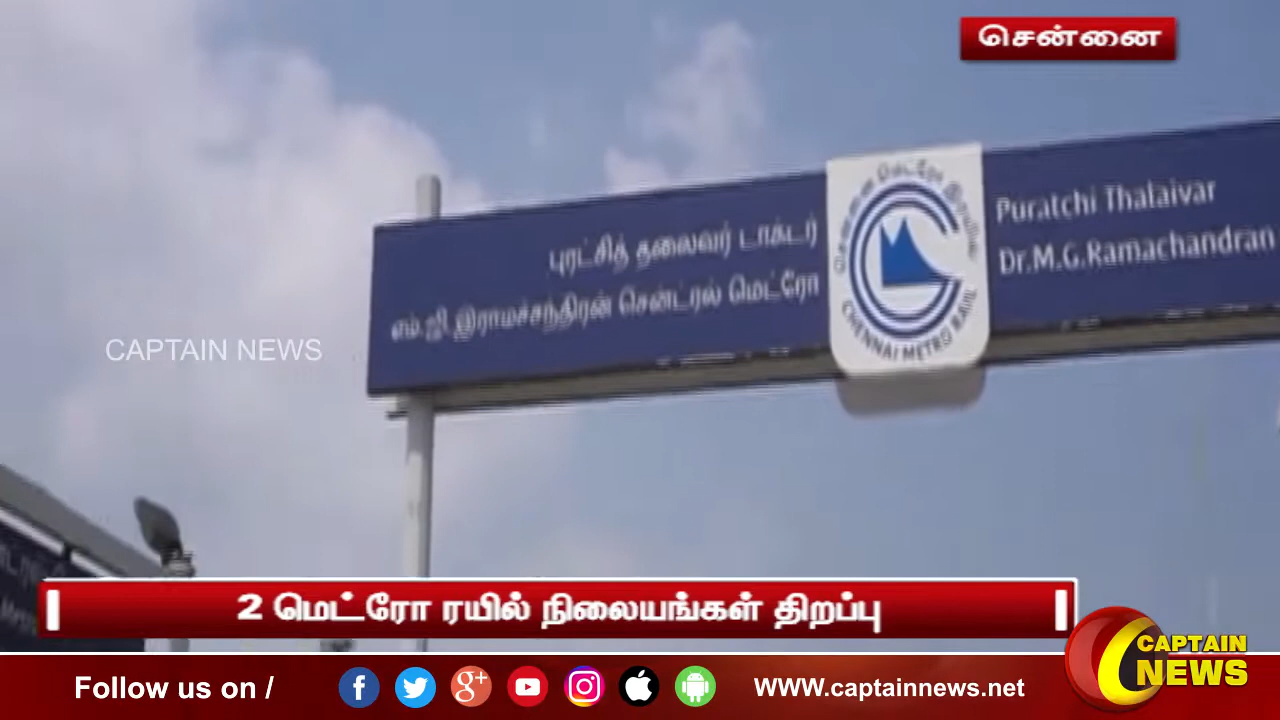 சென்னை
புரட்சித் தலைவர் டாக்டர்
எம்.ஜி.இராமச்சந்திரன் சென்ட்ரல் மெட்ரோ
சென்னை மெட்ரோ இரயில்
CHENNAI METRO RAIL
Puratchi Thalaivar
Dr.M.G.Ramachandran
CAPTAIN NEWS
2 மெட்ரோ ரயில் நிலையங்கள் திறப்பு
Follow us on /
WWW.captainnews.net
CAPTAIN
NEWS